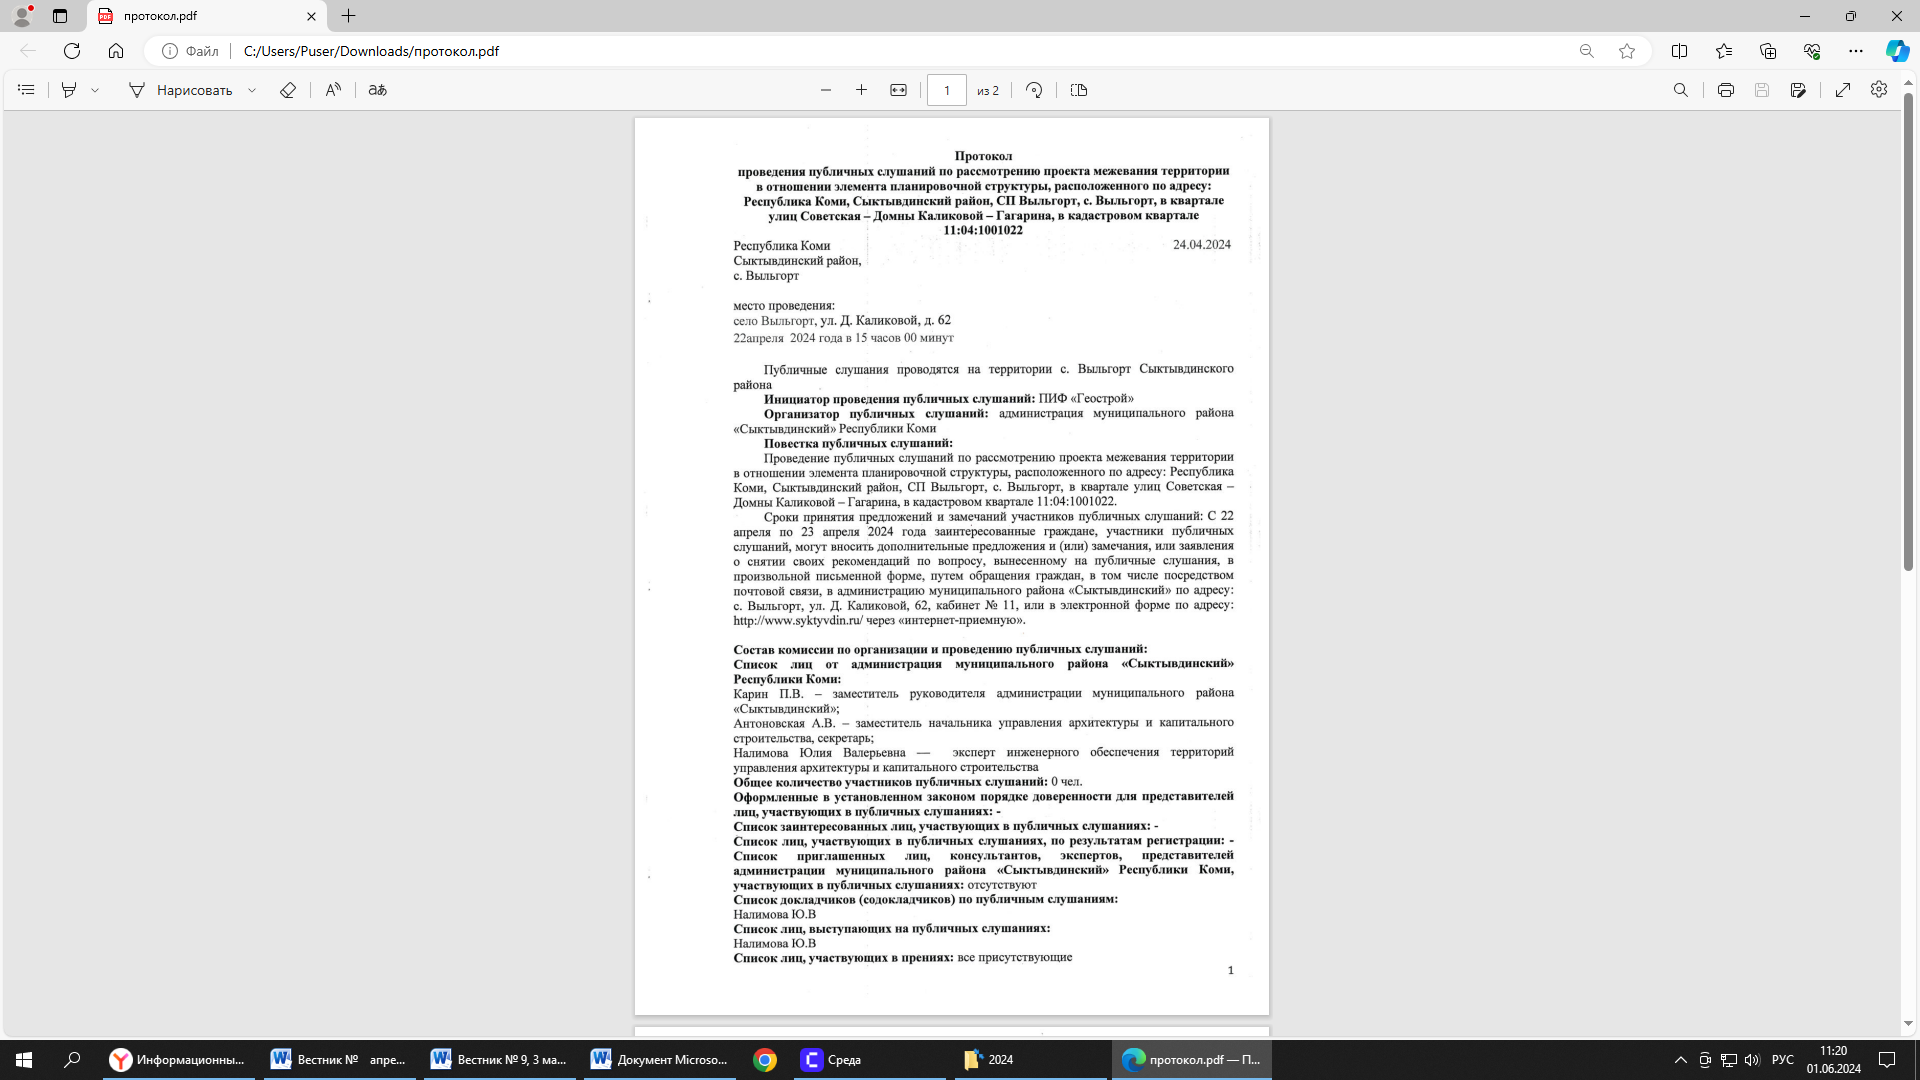 протокол.pdf
Файл
C:/Users/Puser/Downloads/протокол.pdf
Нарисовать
1
из 2
Протокол
проведения публичных слушаний по рассмотрению проекта межевания территории
в отношении элемента планировочной структуры, расположенного по адресу:
Республика Коми, Сыктывдинский район, СП Выльгорт, с. Выльгорт, в квартале
улиц Советская – Домны Каликовой – Гагарина, в кадастровом квартале
11:04:1001022
Республика Коми 24.04.2024
Сыктывдинский район,
с. Выльгорт
место проведения:
село Выльгорт, ул. Д. Каликовой, д. 62
22апреля 2024 года в 15 часов 00 минут
Публичные слушания проводятся на территории с. Выльгорт Сыктывдинского
района
Инициатор проведения публичных слушаний: ПИФ «Геострой»
Организатор публичных слушаний: администрация муниципального района
«Сыктывдинский» Республики Коми
Повестка публичных слушаний:
Проведение публичных слушаний по рассмотрению проекта межевания территории
в отношении элемента планировочной структуры, расположенного по адресу: Республика
Коми, Сыктывдинский район, СП Выльгорт, с. Выльгорт, в квартале улиц Советская –
Домны Каликовой – Гагарина, в кадастровом квартале 11:04:1001022.
Сроки принятия предложений и замечаний участников публичных слушаний: С 22
апреля по 23 апреля 2024 года заинтересованные граждане, участники публичных
слушаний, могут вносить дополнительные предложения и (или) замечания, или заявления
о снятии своих рекомендаций по вопросу, вынесенному на публичные слушания, в
произвольной письменной форме, путем обращения граждан, в том числе посредством
почтовой связи, в администрацию муниципального района «Сыктывдинский» по адресу:
с. Выльгорт, ул. Д. Каликовой, 62, кабинет № 11, или в электронной форме по адресу:
http://www.syktyvdin.ru/ через «интернет-приемную».
Состав комиссии по организации и проведению публичных слушаний:
Список лиц от администрация муниципального района «Сыктывдинский»
Республики Коми:
Карин П.В. – заместитель руководителя администрации муниципального района
«Сыктывдинский»;
Антоновская А.В. – заместитель начальника управления архитектуры и капитального
строительства, секретарь;
Налимова Юлия Валерьевна — эксперт инженерного обеспечения территорий
управления архитектуры и капитального строительства
Общее количество участников публичных слушаний: 0 чел.
Оформленные в установленном законом порядке доверенности для представителей
лиц, участвующих в публичных слушаниях: -
Список заинтересованных лиц, участвующих в публичных слушаниях: -
Список лиц, участвующих в публичных слушаниях, по результатам регистрации: -
Список приглашенных лиц, консультантов, экспертов, представителей
администрации муниципального района «Сыктывдинский» Республики Коми,
участвующих в публичных слушаниях: отсутствуют
Список докладчиков (содокладчиков) по публичным слушаниям:
Налимова Ю.В
Список лиц, выступающих на публичных слушаниях:
Налимова Ю.В
Список лиц, участвующих в прениях: все присутствующие
1
Информационны...
Вестник № апре...
Вестник № 9, 3 ма...
Документ Microso...
Среда
2024
протокол.pdf — П...
РУС
11:20
01.06.2024